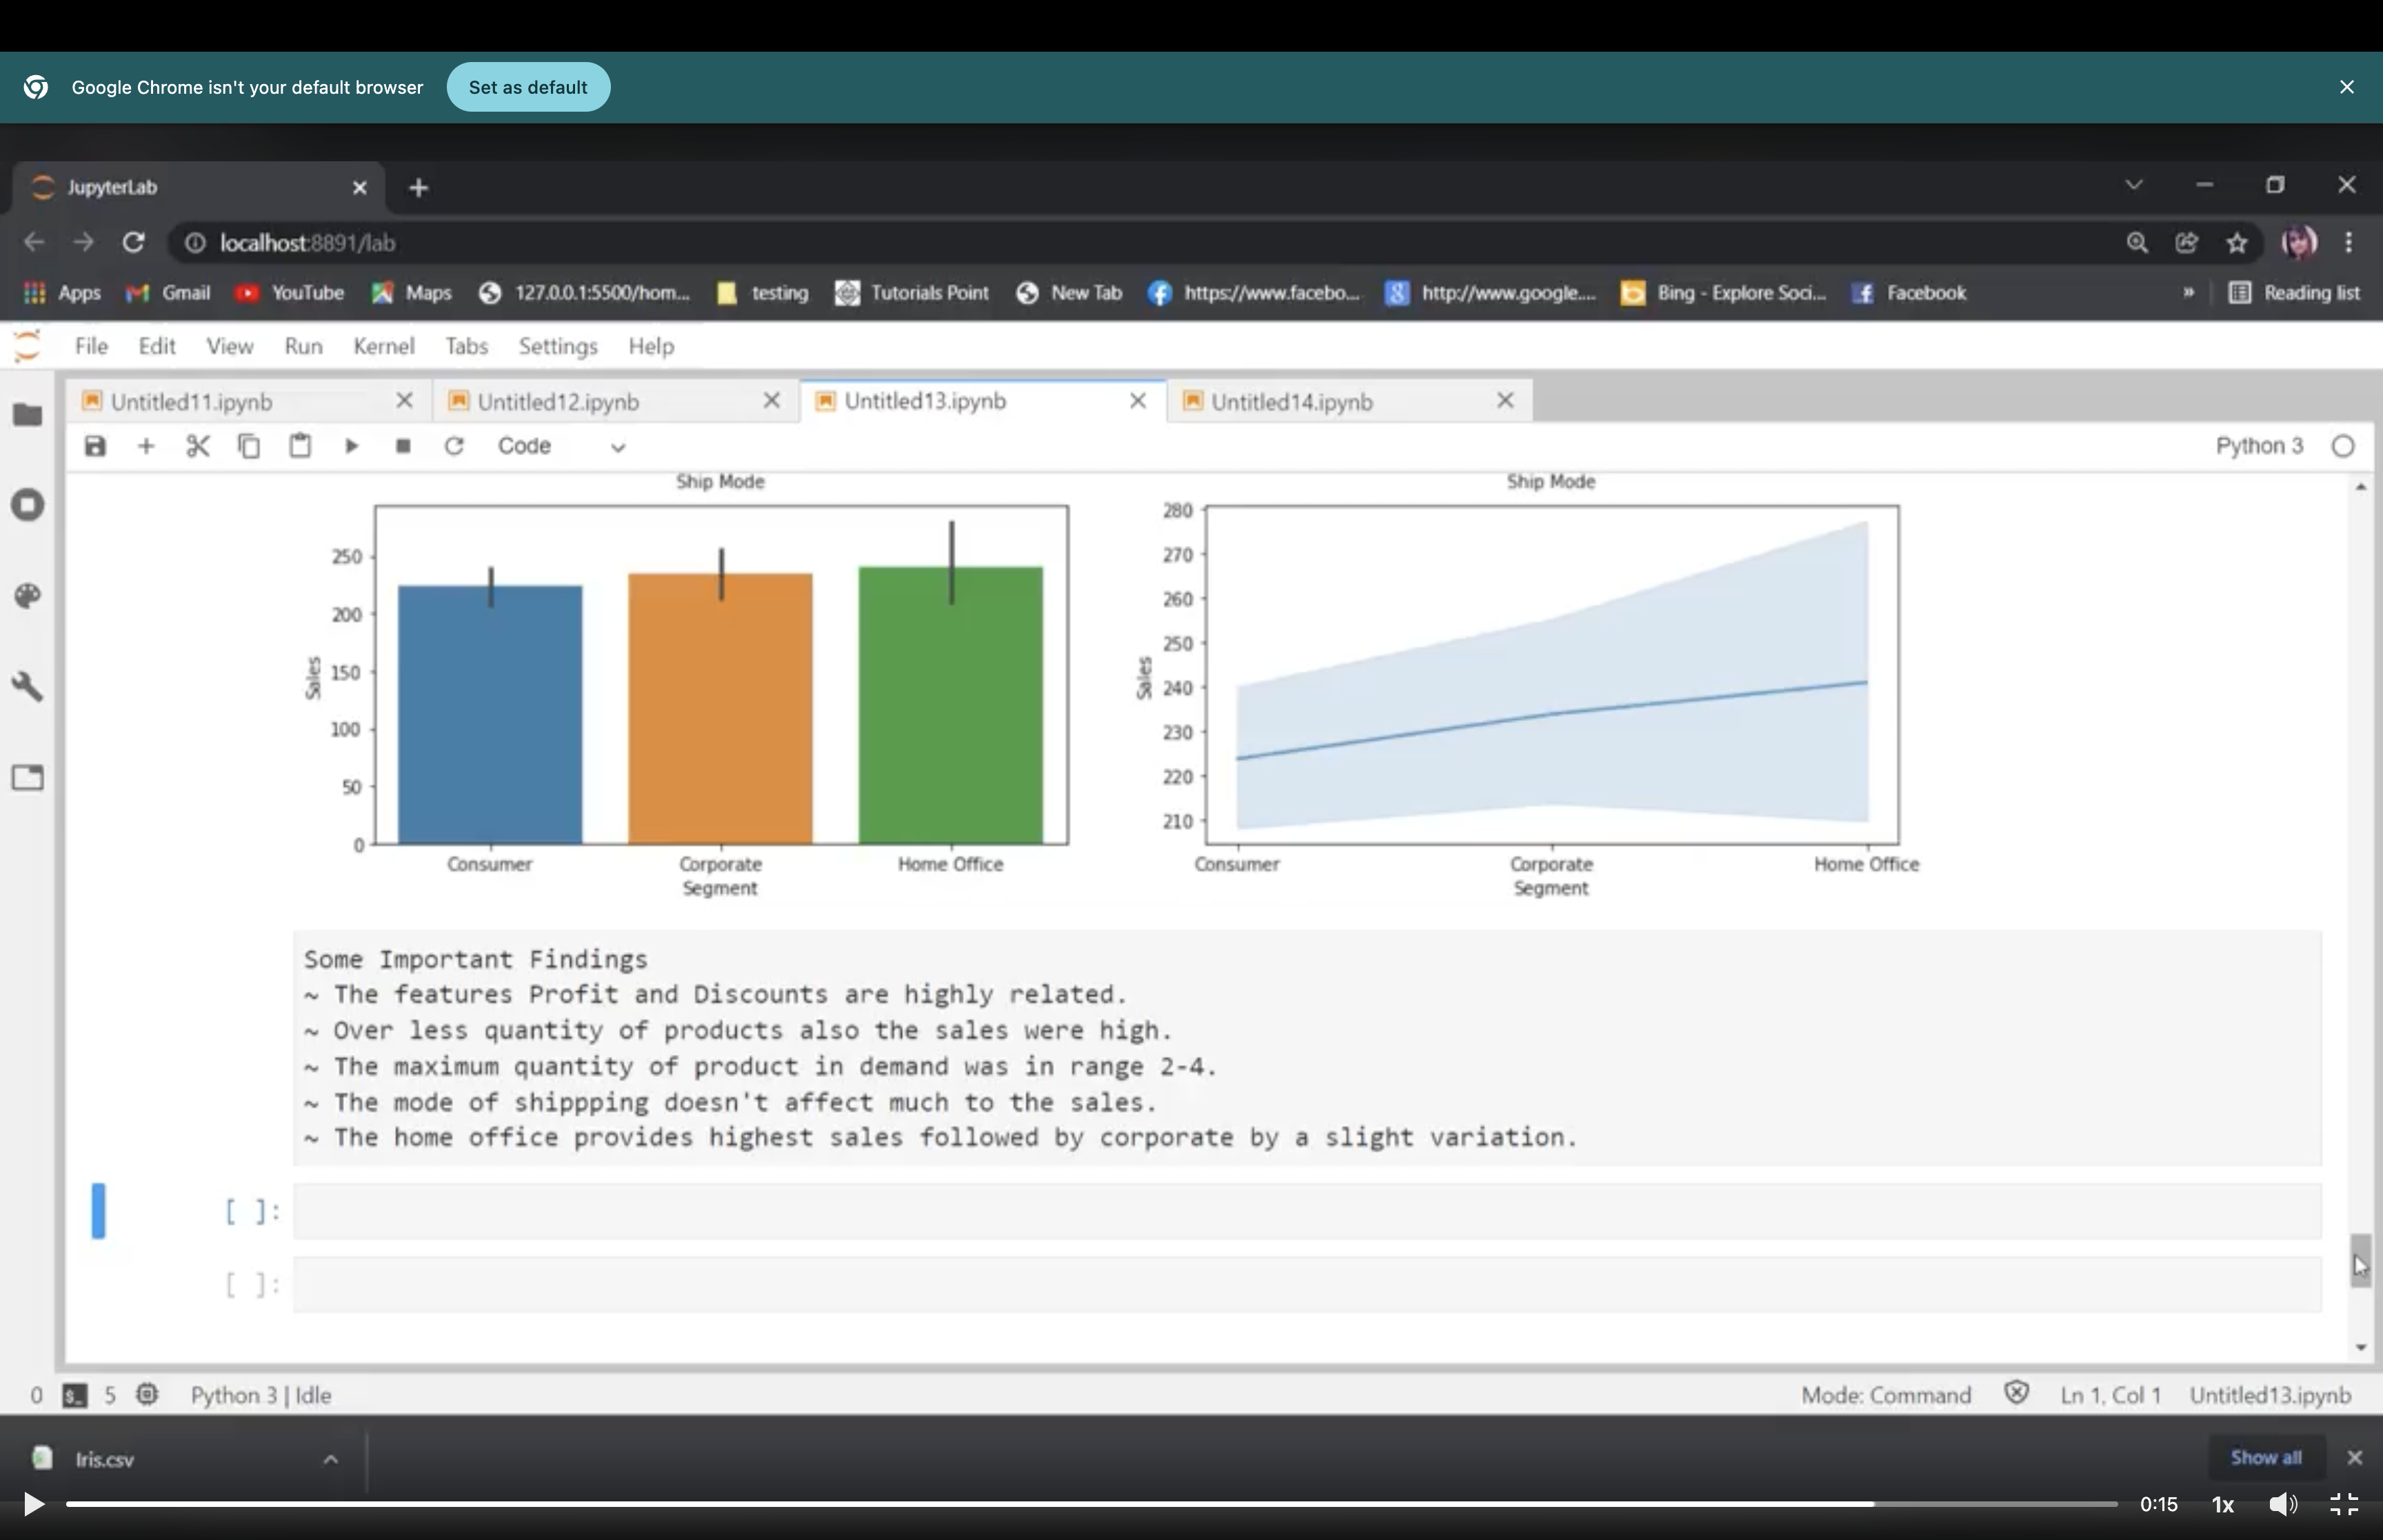 Google Chrome isn't your default browser Set as default
JupyterLab
localhost:8891/lab
Apps Gmail YouTube Maps 127.0.0.1:5500/hom... testing Tutorials Point New Tab https://www.facebo... http://www.google.... Bing - Explore Soci... Facebook » Reading list
File Edit View Run Kernel Tabs Settings Help
Untitled11.ipynb Untitled12.ipynb Untitled13.ipynb Untitled14.ipynb
Code Python 3
Ship Mode
250
200
150
100
50
0
Sales
Consumer Corporate Home Office
Segment
Ship Mode
280
270
260
250
240
230
220
210
Sales
Consumer Corporate Home Office
Segment
Some Important Findings
~ The features Profit and Discounts are highly related.
~ Over less quantity of products also the sales were high.
~ The maximum quantity of product in demand was in range 2-4.
~ The mode of shippping doesn't affect much to the sales.
~ The home office provides highest sales followed by corporate by a slight variation.
[ ]:
[ ]:
0 $_ 5 Python 3 | Idle Mode: Command Ln 1, Col 1 Untitled13.ipynb
Iris.csv Show all
0:15 1x